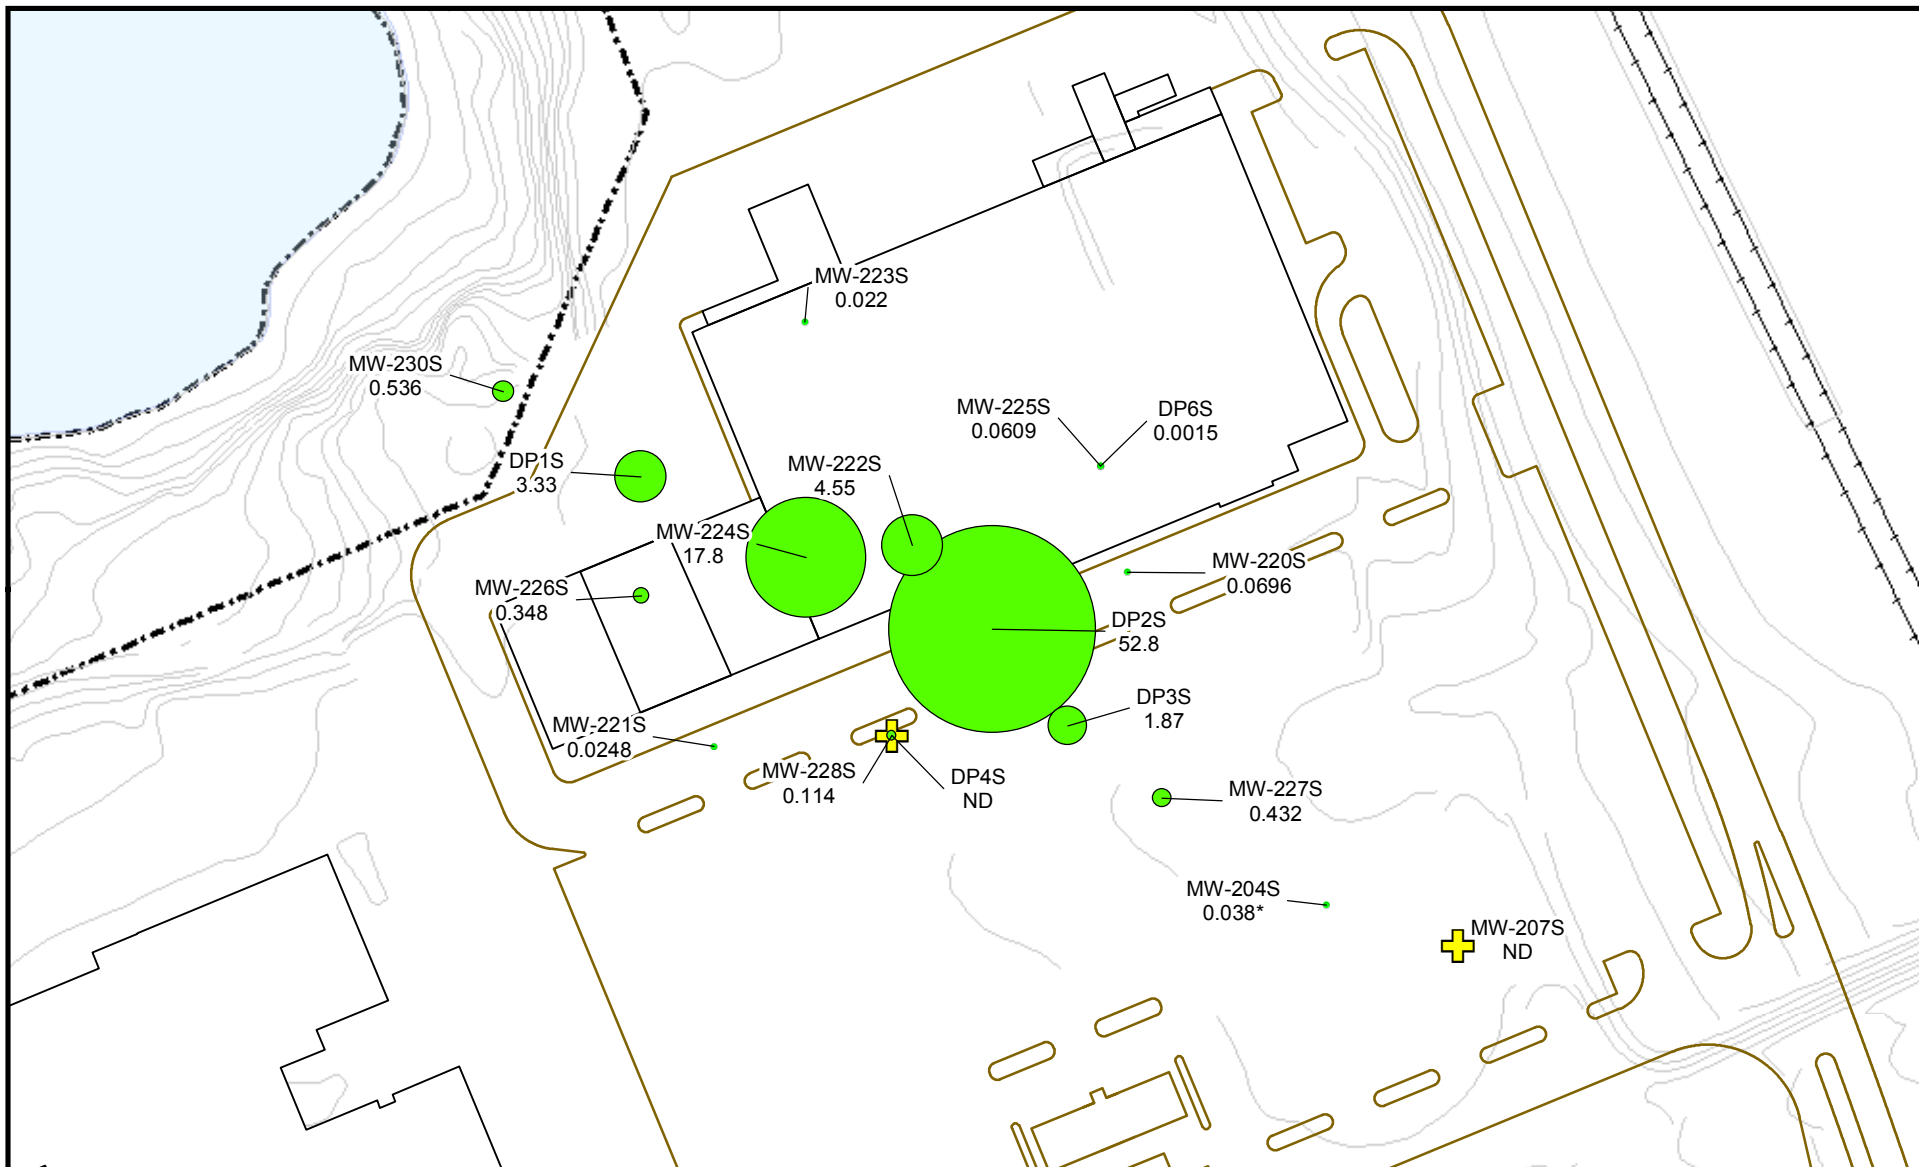 MW-223S
0.022
MW-230S
0.536
MW-225S
0.0609
DP6S
0.0015
DP1S
3.33
MW-222S
4.55
MW-224S
17.8
MW-220S
0.0696
MW-226S
0.348
DP2S
52.8
DP3S
1.87
MW-221S
0.0248
MW-228S
0.114
DP4S
ND
MW-227S
0.432
MW-204S
0.038*
MW-207S
ND